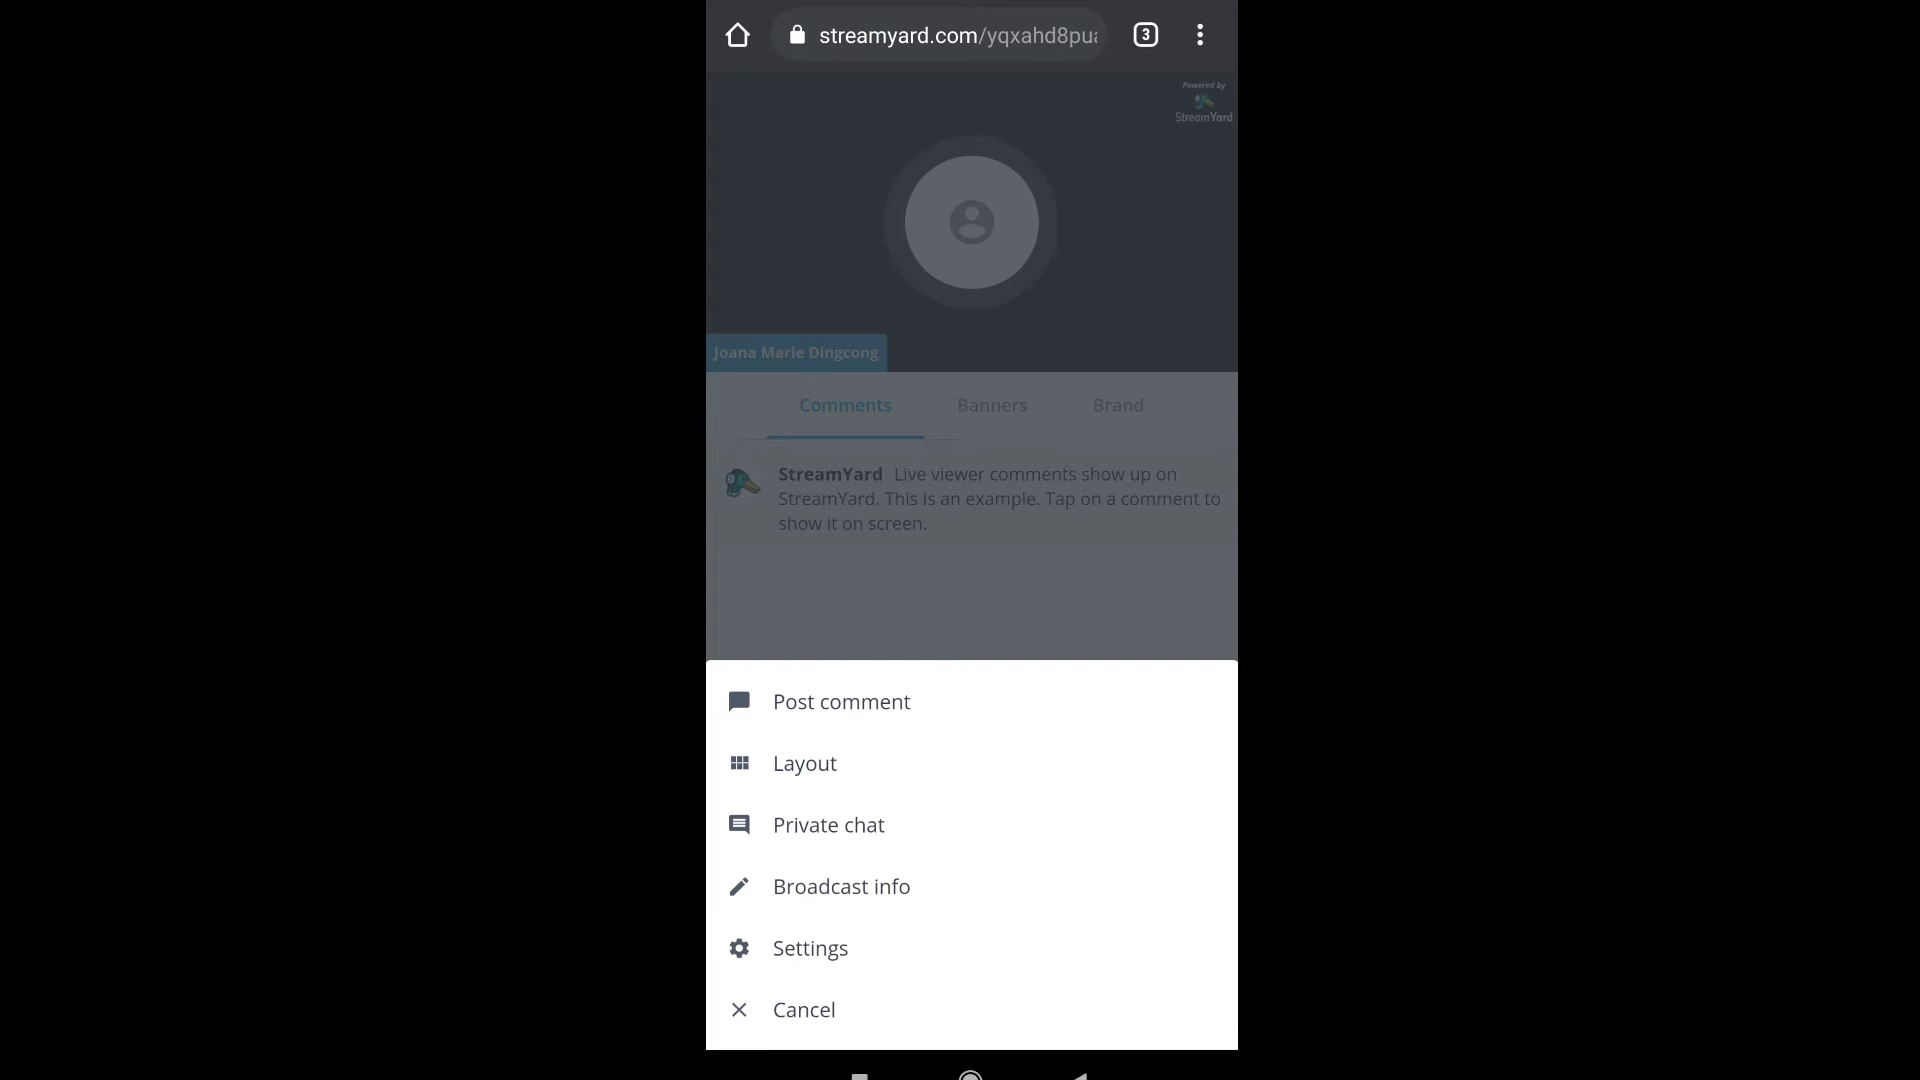 streamyard.com/yqxahd8pua
3
Powered by
StreamYard
Joana Marie Dingcong
Comments
Banners
Brand
StreamYard Live viewer comments show up on
StreamYard. This is an example. Tap on a comment to
show it on screen.
Post comment
Layout
Private chat
Broadcast info
Settings
Cancel